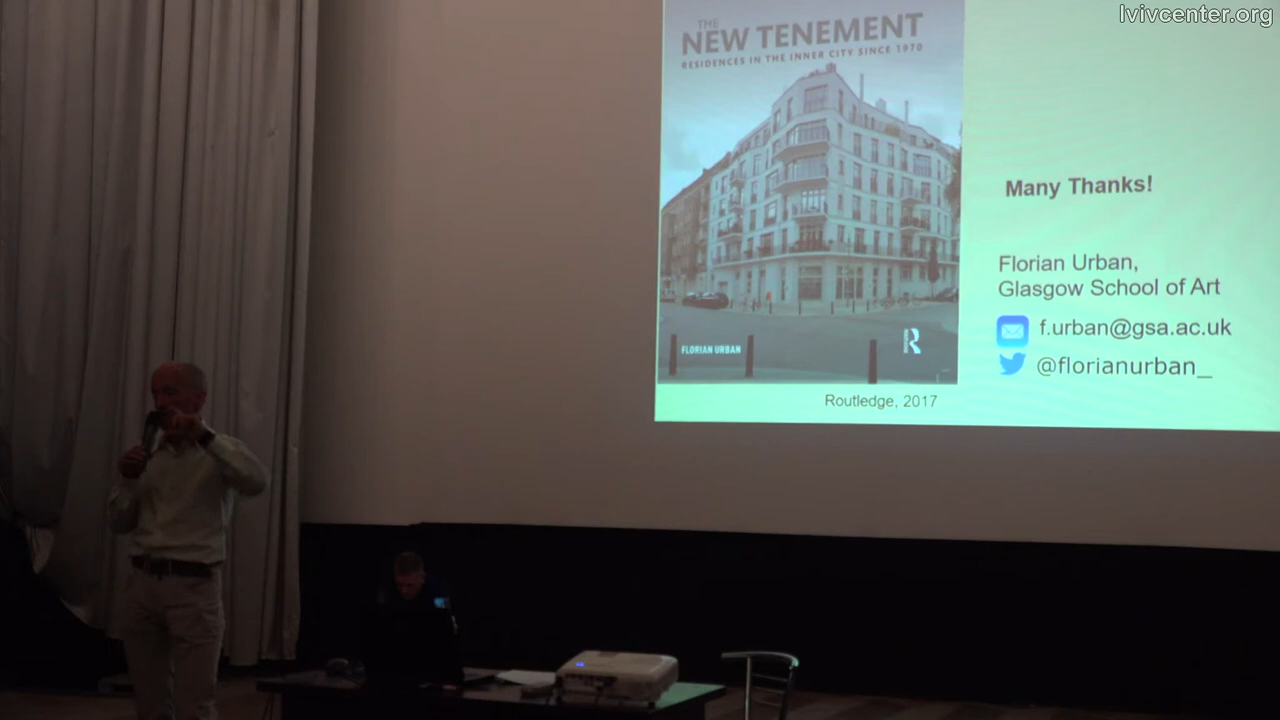 lvivcenter.org
THE
NEW TENEMENT
RESIDENCES IN THE INNER CITY SINCE 1970
FLORIAN URBAN
R
Routledge, 2017
Many Thanks!
Florian Urban,
Glasgow School of Art
f.urban@gsa.ac.uk
@florianurban_